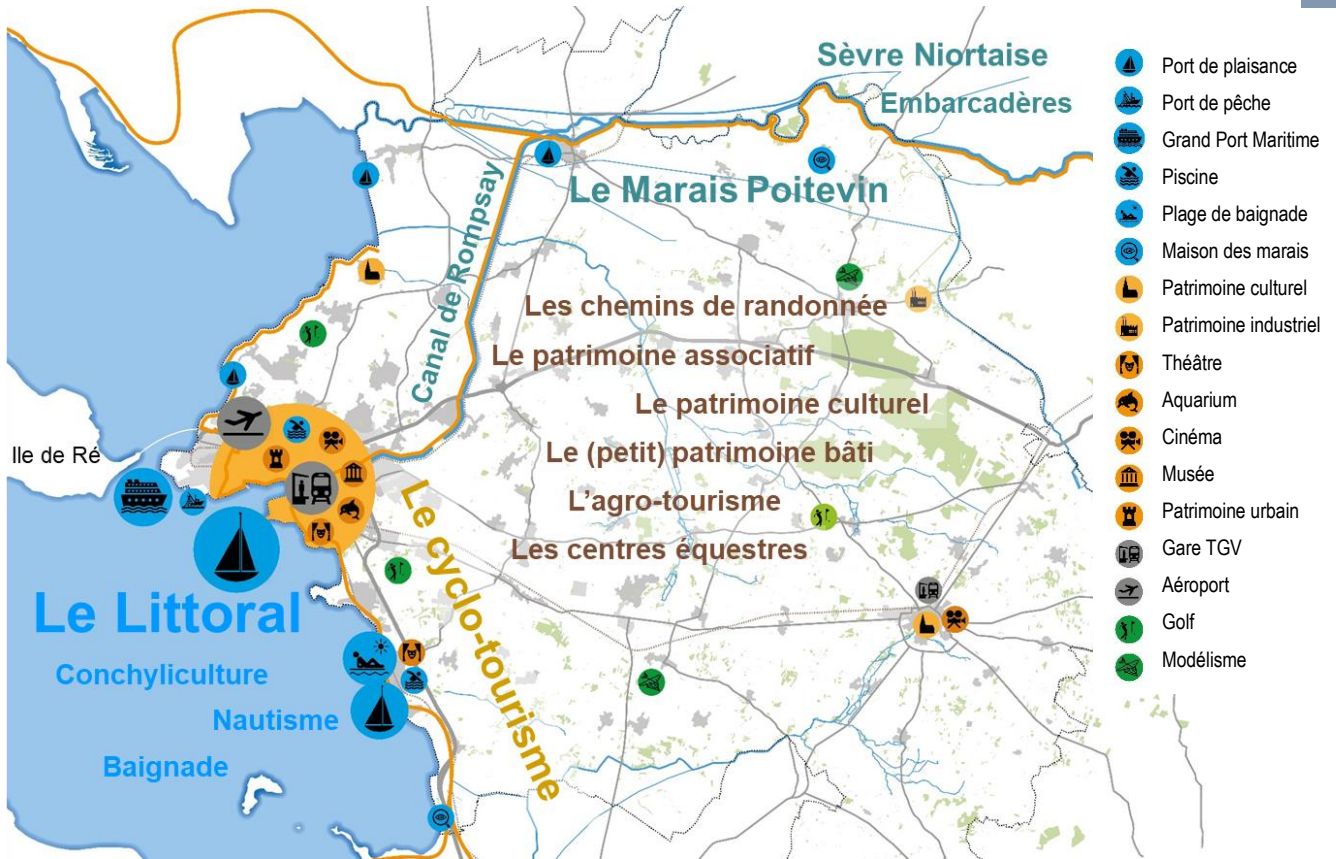 Sèvre Niortaise
Embarcadères
Le Marais Poitevin
Canal de Rompsay
Les chemins de randonnée
Le patrimoine associatif
Le patrimoine culturel
Le (petit) patrimoine bâti
L'agro-tourisme
Les centres équestres
Ile de Ré
Le cyclo-tourisme
Le Littoral
Conchyliculture
Nautisme
Baignade
Port de plaisance
Port de pêche
Grand Port Maritime
Piscine
Plage de baignade
Maison des marais
Patrimoine culturel
Patrimoine industriel
Théâtre
Aquarium
Cinéma
Musée
Patrimoine urbain
Gare TGV
Aéroport
Golf
Modélisme